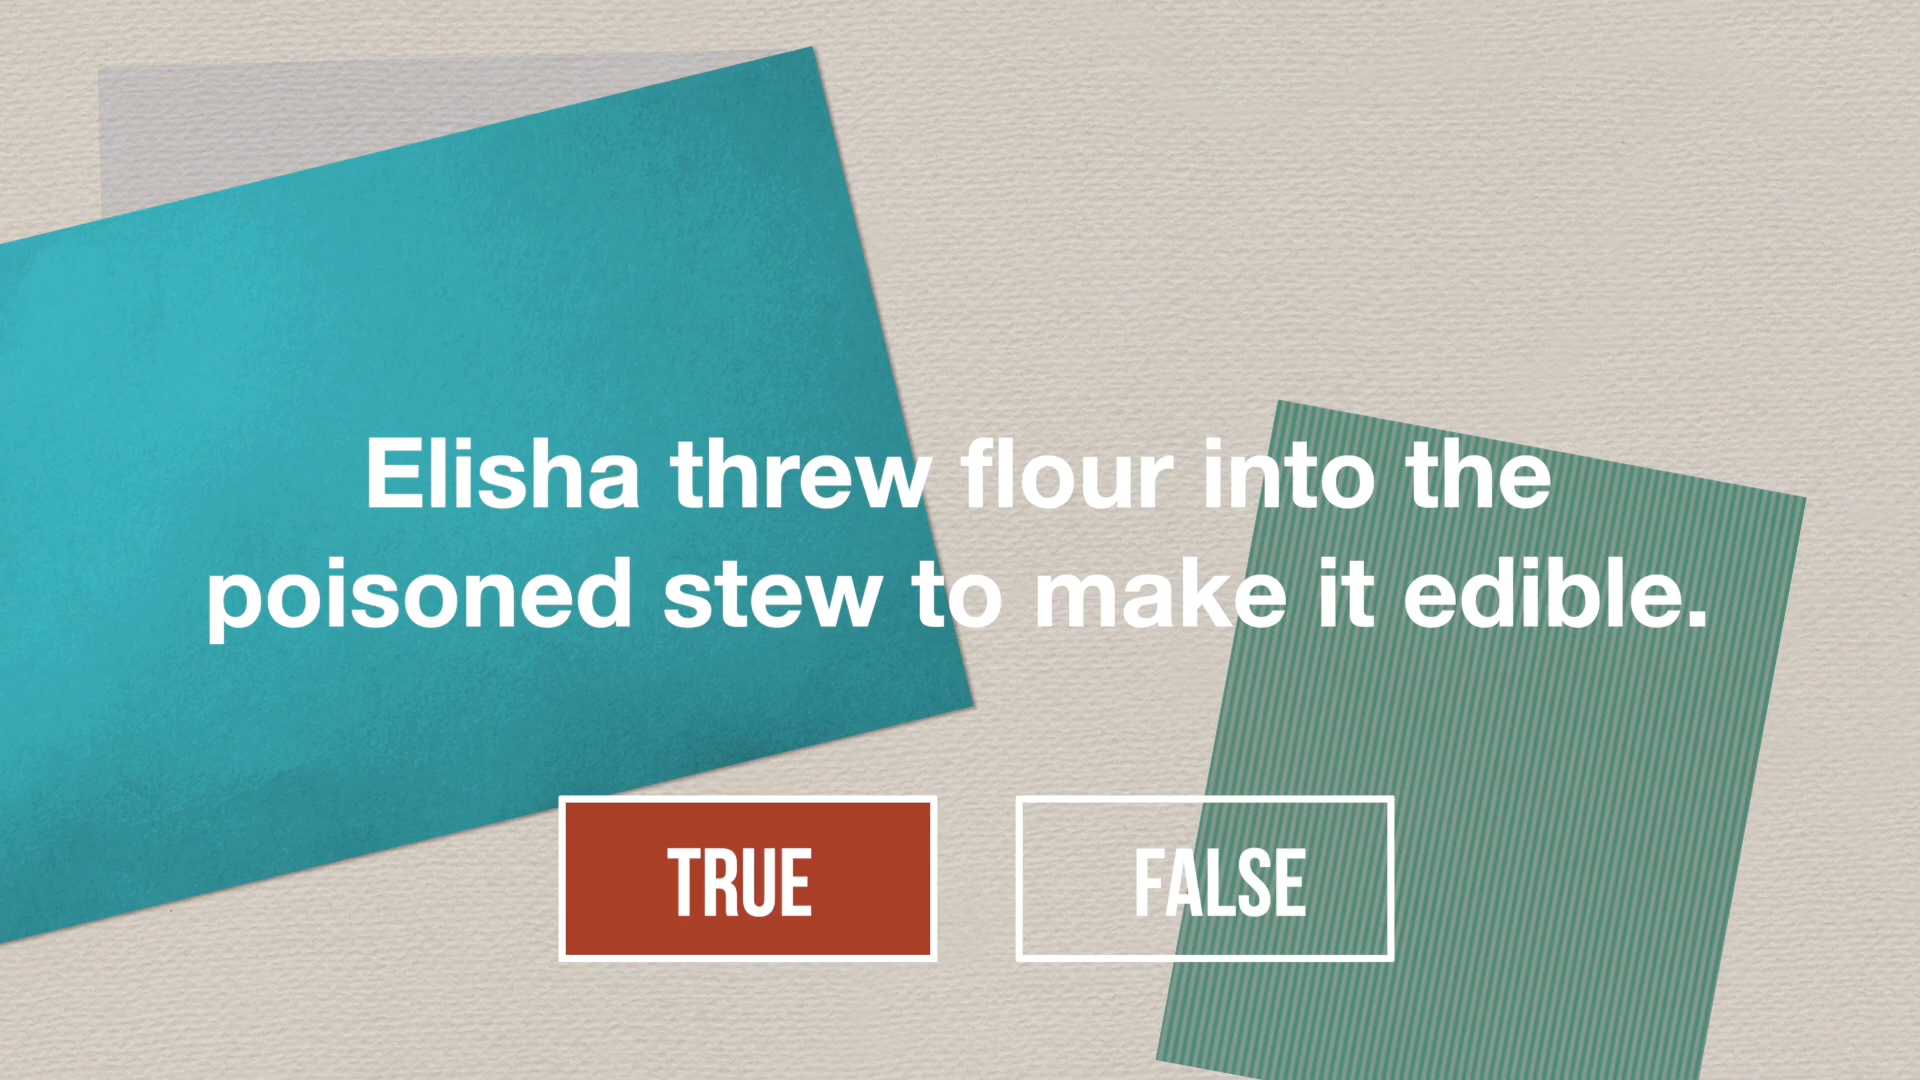 Elisha threw flour into the
poisoned stew to make it edible.
TRUE
FALSE